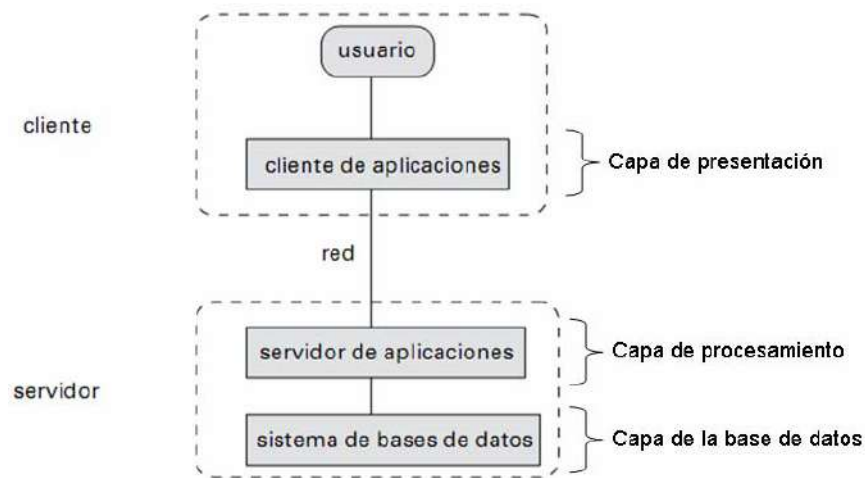 usuario
cliente
cliente de aplicaciones
Capa de presentación
red
servidor de aplicaciones
Capa de procesamiento
servidor
sistema de bases de datos
Capa de la base de datos